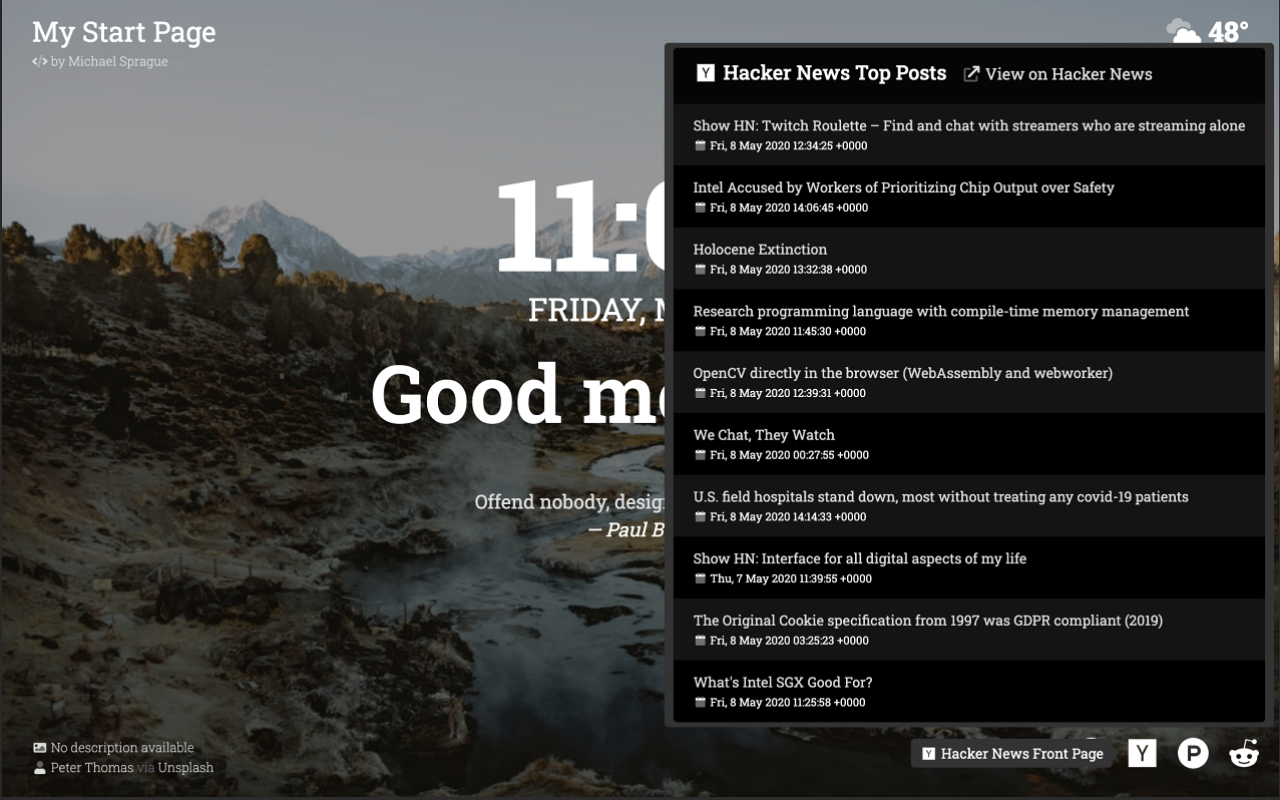 My Start Page
</> by Michael Sprague
48°
11:
FRIDAY,
Good
Offend nobody,
— Paul
Y Hacker News Top Posts View on Hacker News
Show HN: Twitch Roulette – Find and chat with streamers who are streaming alone
Fri, 8 May 2020 12:34:25 +0000
Intel Accused by Workers of Prioritizing Chip Output over Safety
Fri, 8 May 2020 14:06:45 +0000
Holocene Extinction
Fri, 8 May 2020 13:32:38 +0000
Research programming language with compile-time memory management
Fri, 8 May 2020 11:45:30 +0000
OpenCV directly in the browser (WebAssembly and webworker)
Fri, 8 May 2020 12:39:31 +0000
We Chat, They Watch
Fri, 8 May 2020 00:27:55 +0000
U.S. field hospitals stand down, most without treating any covid-19 patients
Fri, 8 May 2020 14:14:33 +0000
Show HN: Interface for all digital aspects of my life
Thu, 7 May 2020 11:39:55 +0000
The Original Cookie specification from 1997 was GDPR compliant (2019)
Fri, 8 May 2020 03:25:23 +0000
What's Intel SGX Good For?
Fri, 8 May 2020 11:25:58 +0000
No description available
Peter Thomas via Unsplash
Y Hacker News Front Page Y P